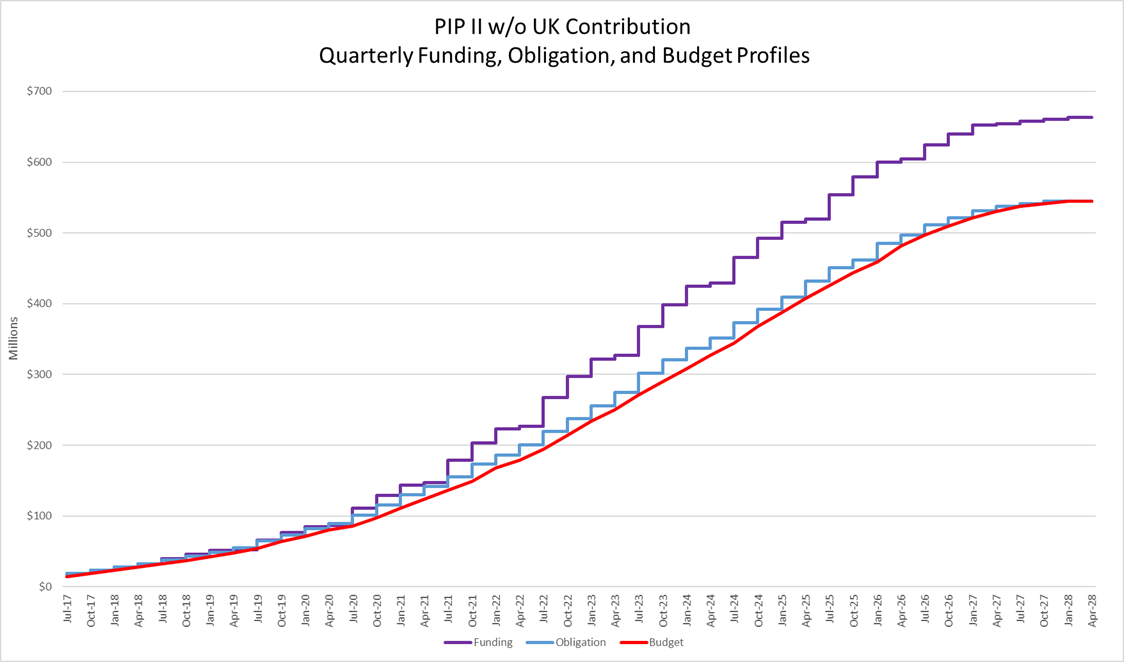 PIP II w/o UK Contribution
Quarterly Funding, Obligation, and Budget Profiles
$700
$600
$500
$400
$300
$200
$100
$0
Millions
Jul-17
Oct-17
Jan-18
Apr-18
Jul-18
Oct-18
Jan-19
Apr-19
Jul-19
Oct-19
Jan-20
Apr-20
Jul-20
Oct-20
Jan-21
Apr-21
Jul-21
Oct-21
Jan-22
Apr-22
Jul-22
Oct-22
Jan-23
Apr-23
Jul-23
Oct-23
Jan-24
Apr-24
Jul-24
Oct-24
Jan-25
Apr-25
Jul-25
Oct-25
Jan-26
Apr-26
Jul-26
Oct-26
Jan-27
Apr-27
Jul-27
Oct-27
Jan-28
Apr-28
Funding Obligation Budget